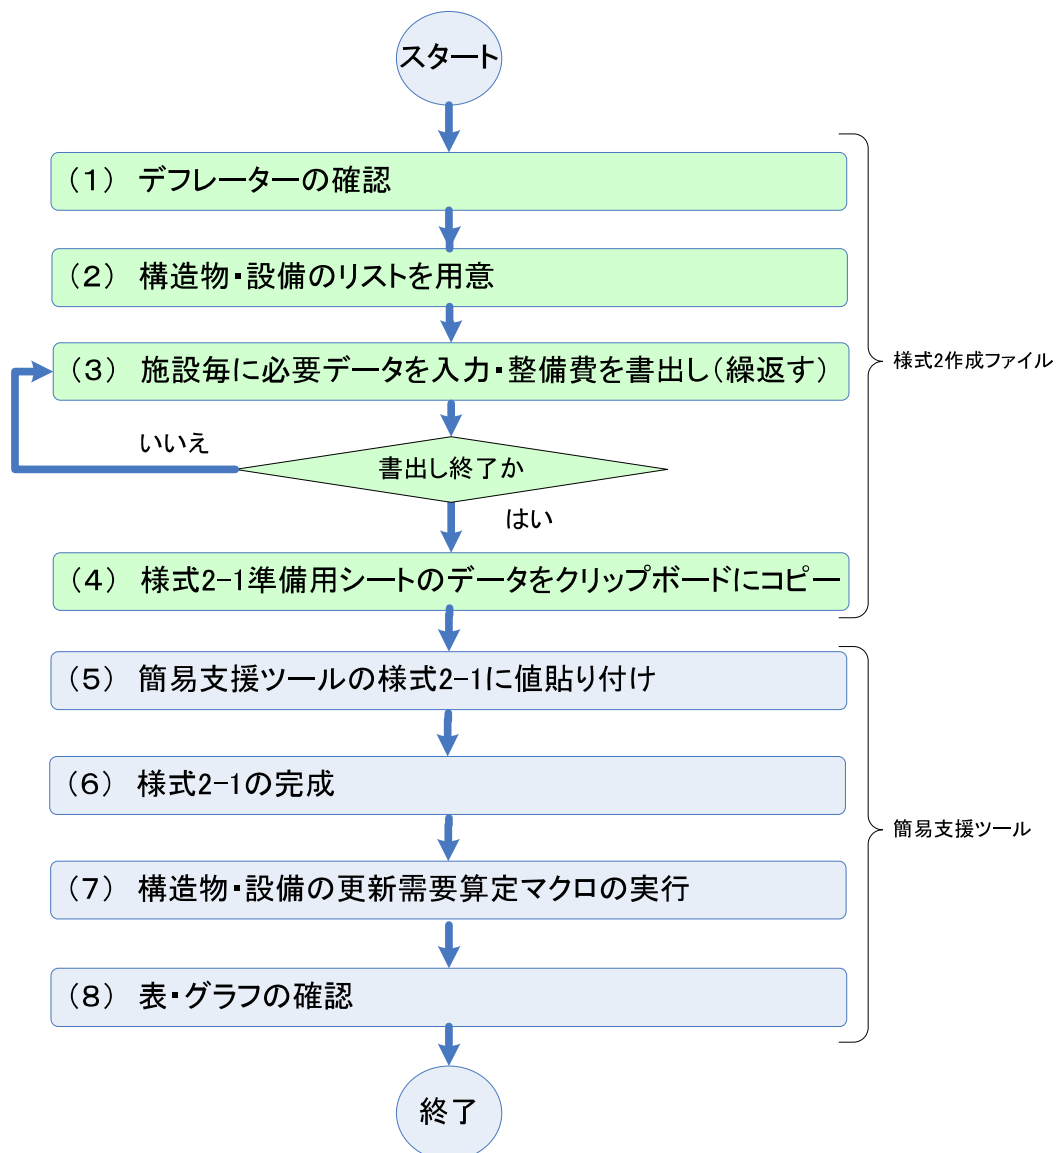 スタート
（1） デフレーターの確認
（2） 構造物・設備のリストを用意
（3） 施設毎に必要データを入力・整備費を書出し（繰返す）
様式2作成ファイル
いいえ
書出し終了か
はい
（4） 様式2-1準備用シートのデータをクリップボードにコピー
（5） 簡易支援ツールの様式2-1に値貼り付け
（6） 様式2-1の完成
簡易支援ツール
（7） 構造物・設備の更新需要算定マクロの実行
（8） 表・グラフの確認
終了